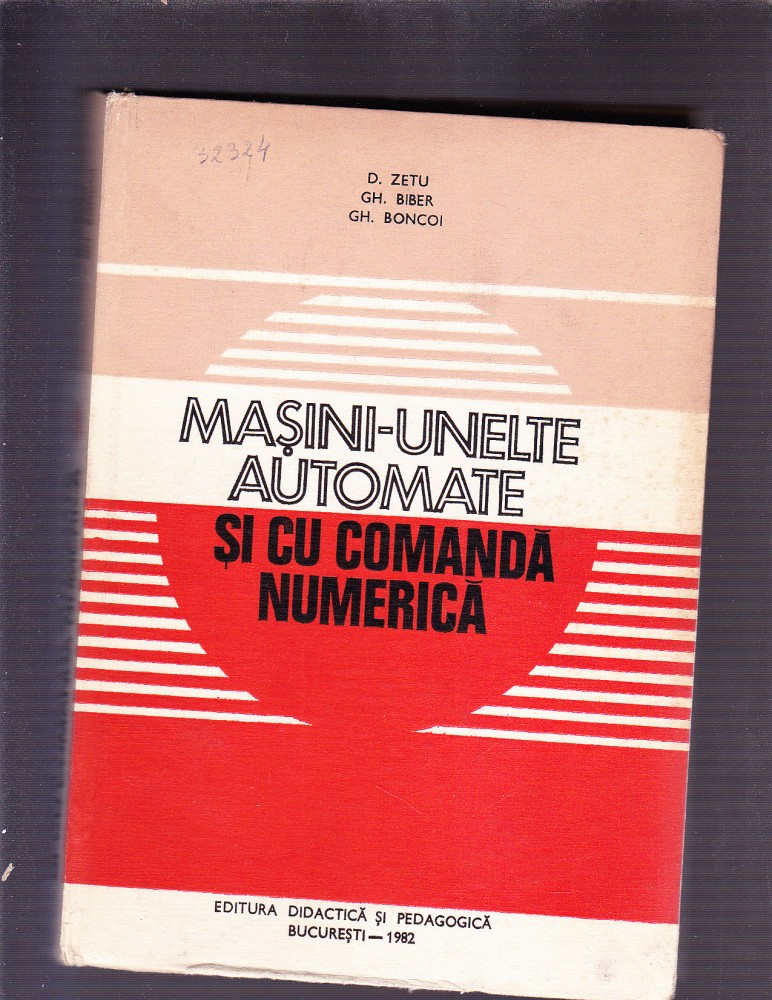 32324
D. ZETU
GH. BIBER
GH. BONCOI
MAȘINI-UNELTE
AUTOMATE
ȘI CU COMANDĂ
NUMERICĂ
EDITURA DIDACTICĂ ȘI PEDAGOGICĂ
BUCUREȘTI — 1982